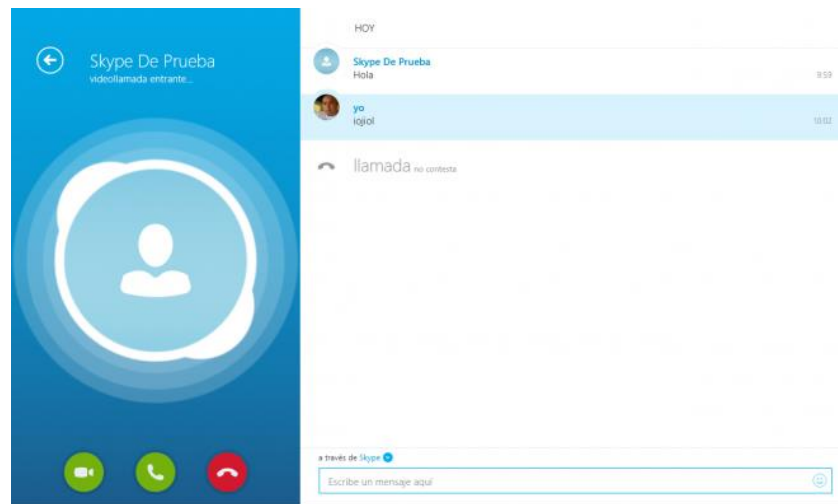 Skype De Prueba
videollamada entrante...
HOY
Skype De Prueba
Hola
9:59
yo
iojiol
10:02
llamada no contesta
a través de Skype
Escribe un mensaje aquí